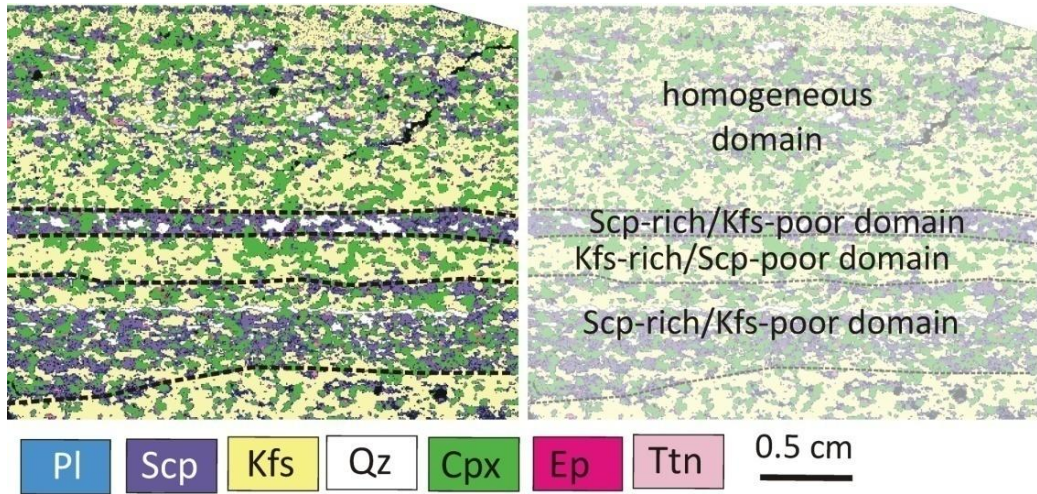 homogeneous
domain
Scp-rich/Kfs-poor domain
Kfs-rich/Scp-poor domain
Scp-rich/Kfs-poor domain
Pl Scp Kfs Qz Cpx Ep Ttn 0.5 cm